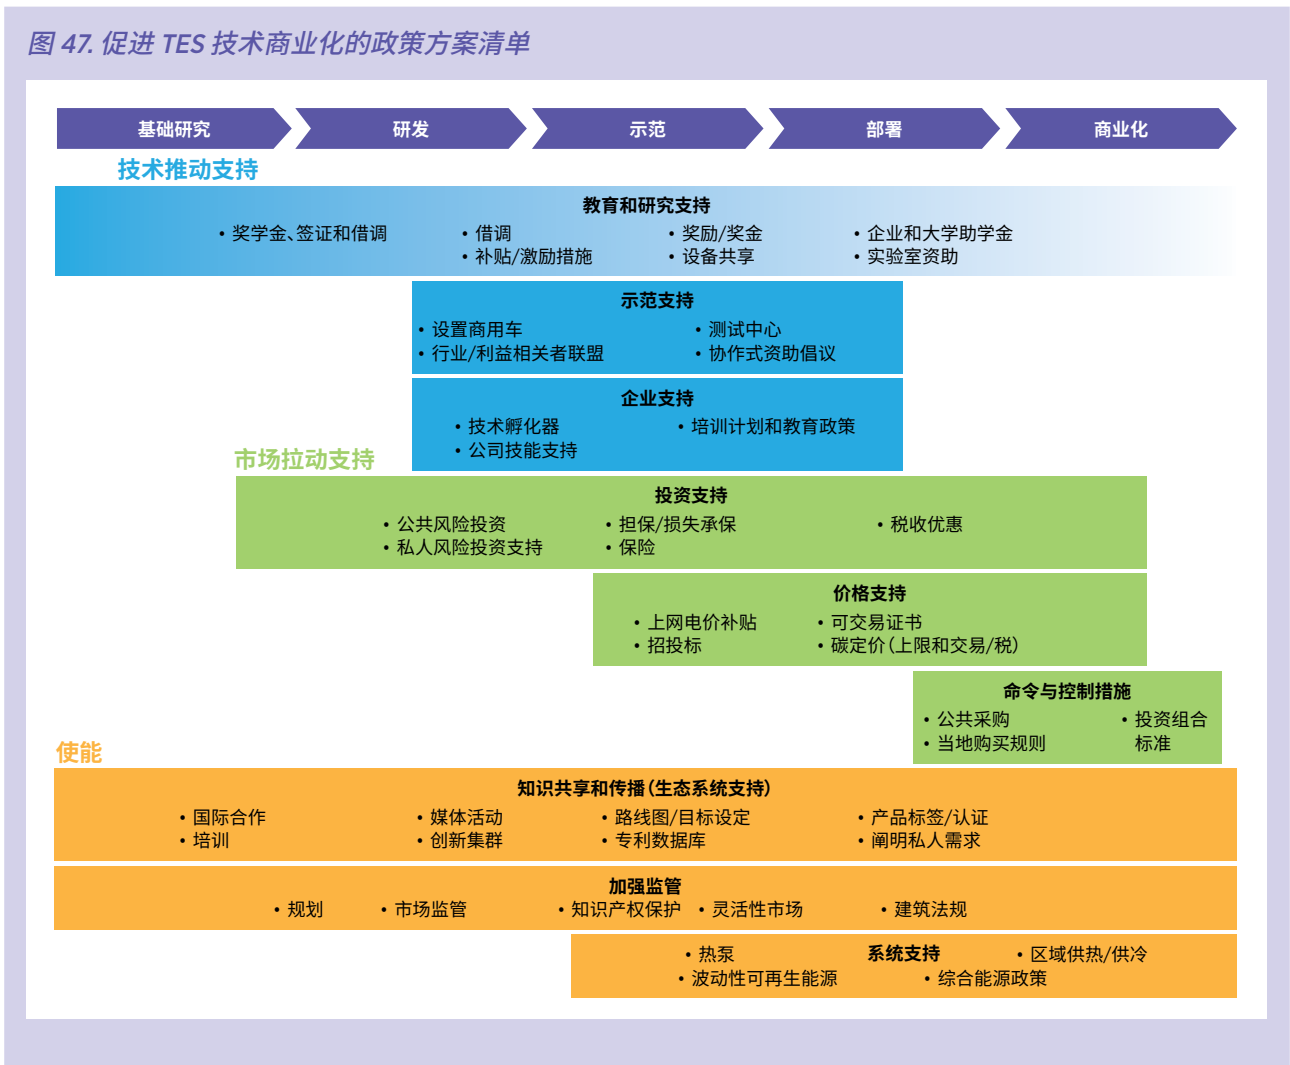 图 47. 促进 TES 技术商业化的政策方案清单
基础研究 研发 示范 部署 商业化
技术推动支持
教育和研究支持
• 奖学金、签证和借调 • 借调 • 奖励/奖金 • 企业和大学助学金
• 补贴/激励措施 • 设备共享 • 实验室资助
示范支持
• 设置商用车 • 测试中心
• 行业/利益相关者联盟 • 协作式资助倡议
企业支持
• 技术孵化器 • 培训计划和教育政策
• 公司技能支持
市场拉动支持
投资支持
• 公共风险投资 • 担保/损失承保 • 税收优惠
• 私人风险投资支持 • 保险
价格支持
• 上网电价补贴 • 可交易证书
• 招投标 • 碳定价（上限和交易/税）
命令与控制措施
• 公共采购 • 投资组合
• 当地购买规则 标准
使能
知识共享和传播（生态系统支持）
• 国际合作 • 媒体活动 • 路线图/目标设定 • 产品标签/认证
• 培训 • 创新集群 • 专利数据库 • 阐明私人需求
加强监管
• 规划 • 市场监管 • 知识产权保护 • 灵活性市场 • 建筑法规
• 热泵 系统支持 • 区域供热/供冷
• 波动性可再生能源 • 综合能源政策